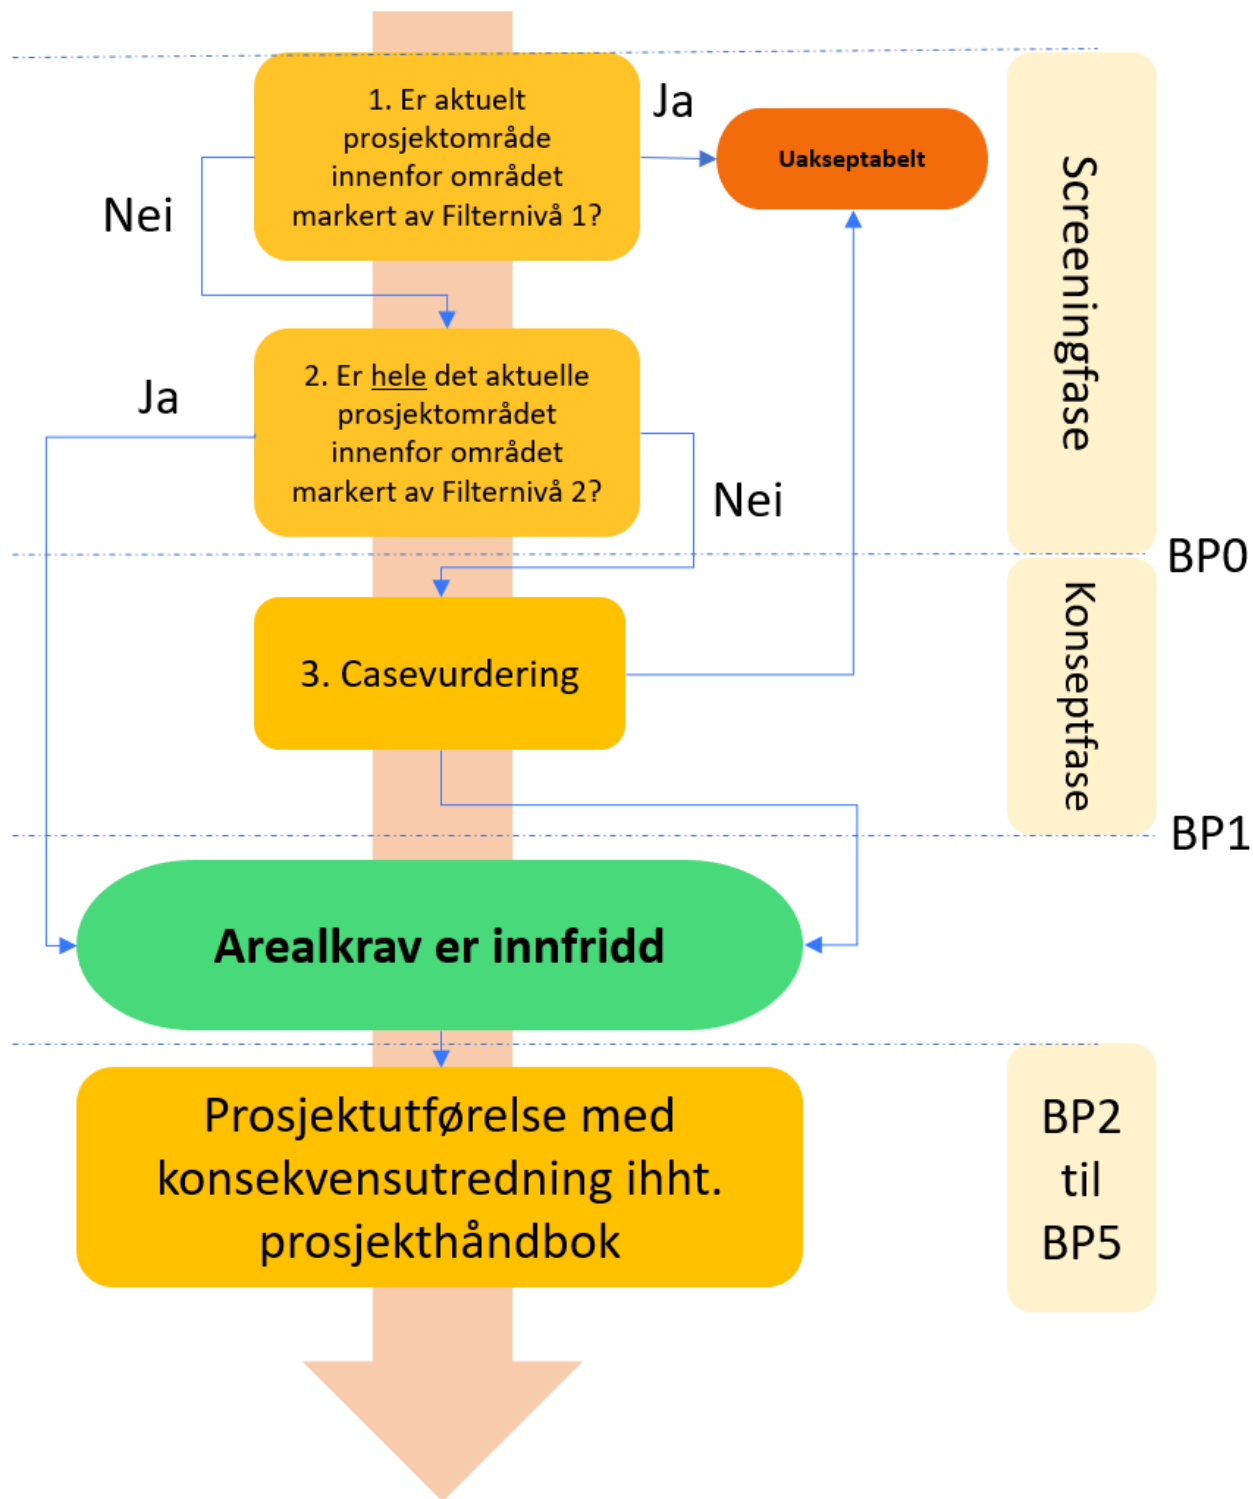 1. Er aktuelt
prosjektområde
innenfor området
markert av Filternivå 1?
Ja
Uakseptabelt
Nei
Screeningfase
2. Er hele det aktuelle
prosjektområdet
innenfor området
markert av Filternivå 2?
Ja
Nei
BP0
3. Casevurdering
Konseptfase
BP1
Arealkrav er innfridd
Prosjektutførelse med
konsekvensutredning ihht.
prosjekthåndbok
BP2
til
BP5